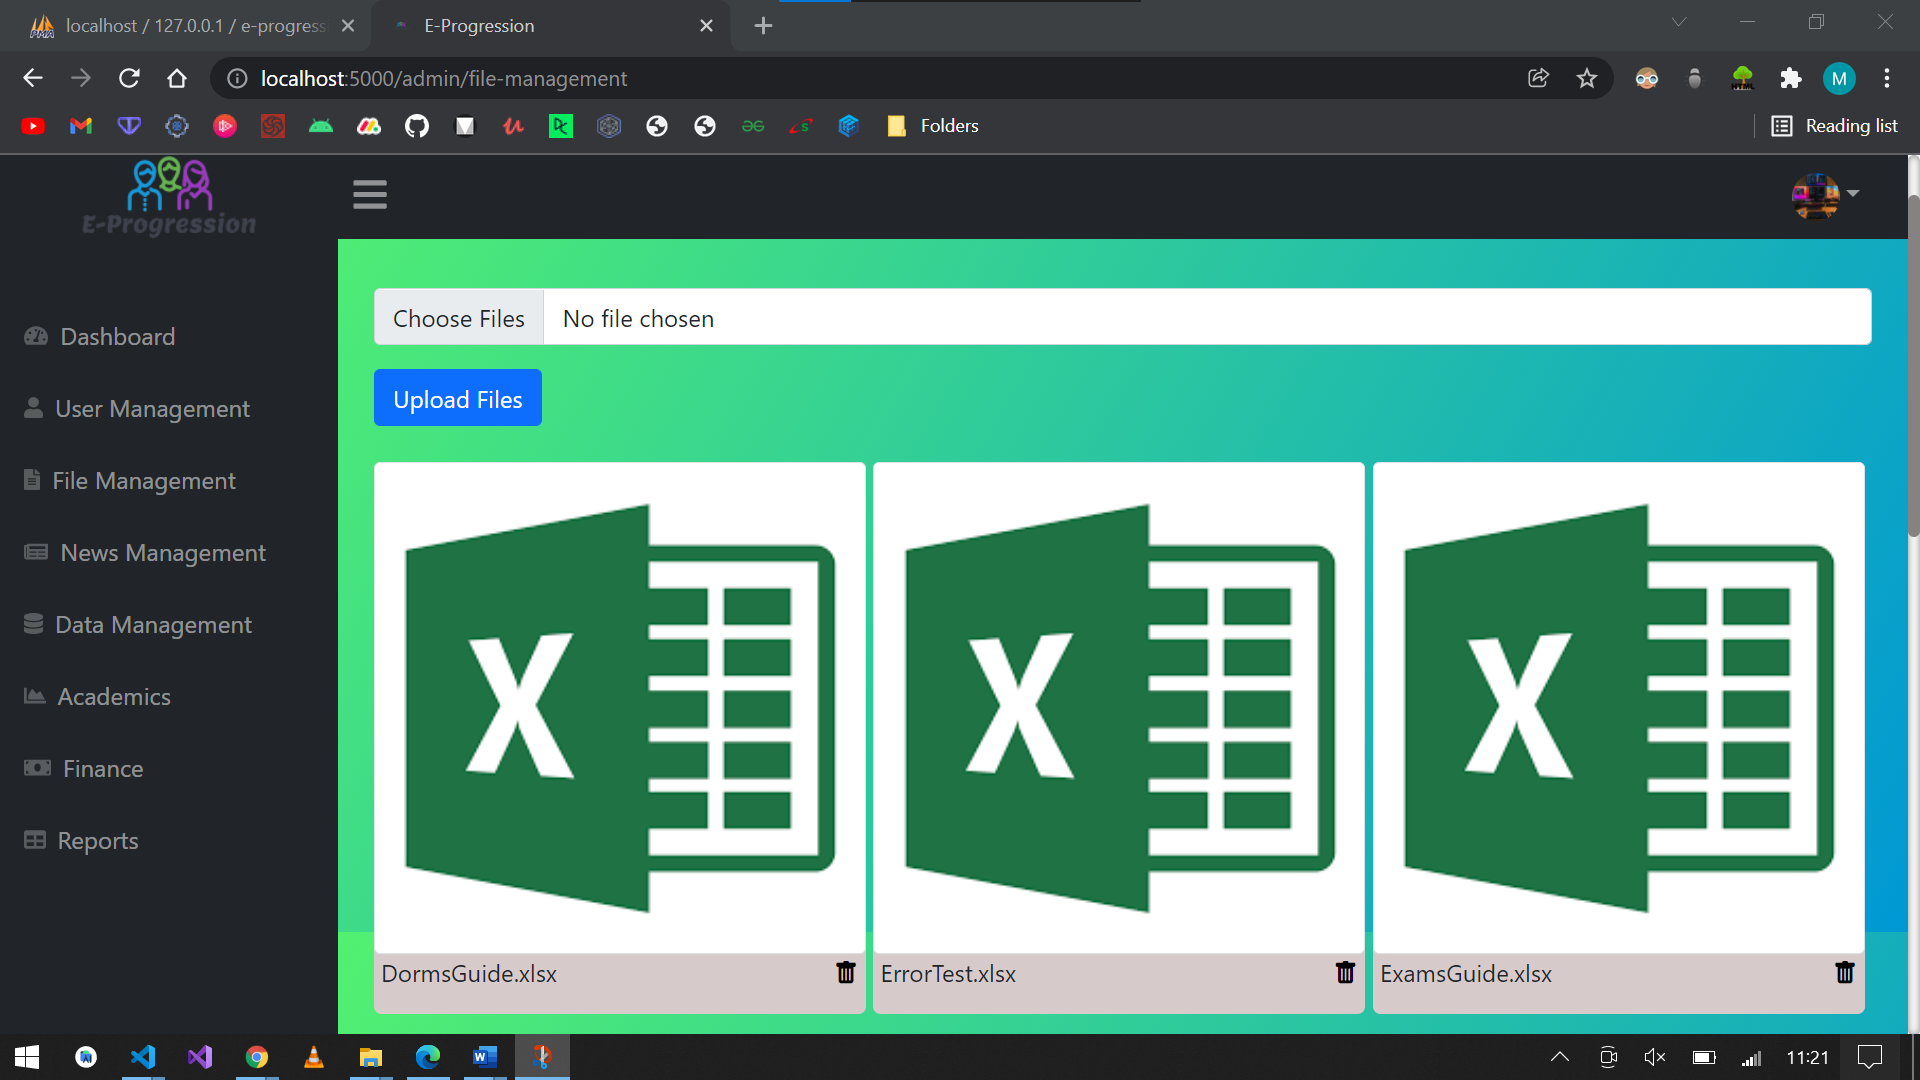 localhost / 127.0.0.1 / e-progress
E-Progression
localhost:5000/admin/file-management
Folders
Reading list
E-Progression
Dashboard
User Management
File Management
News Management
Data Management
Academics
Finance
Reports
Choose Files No file chosen
Upload Files
DormsGuide.xlsx
ErrorTest.xlsx
ExamsGuide.xlsx
11:21